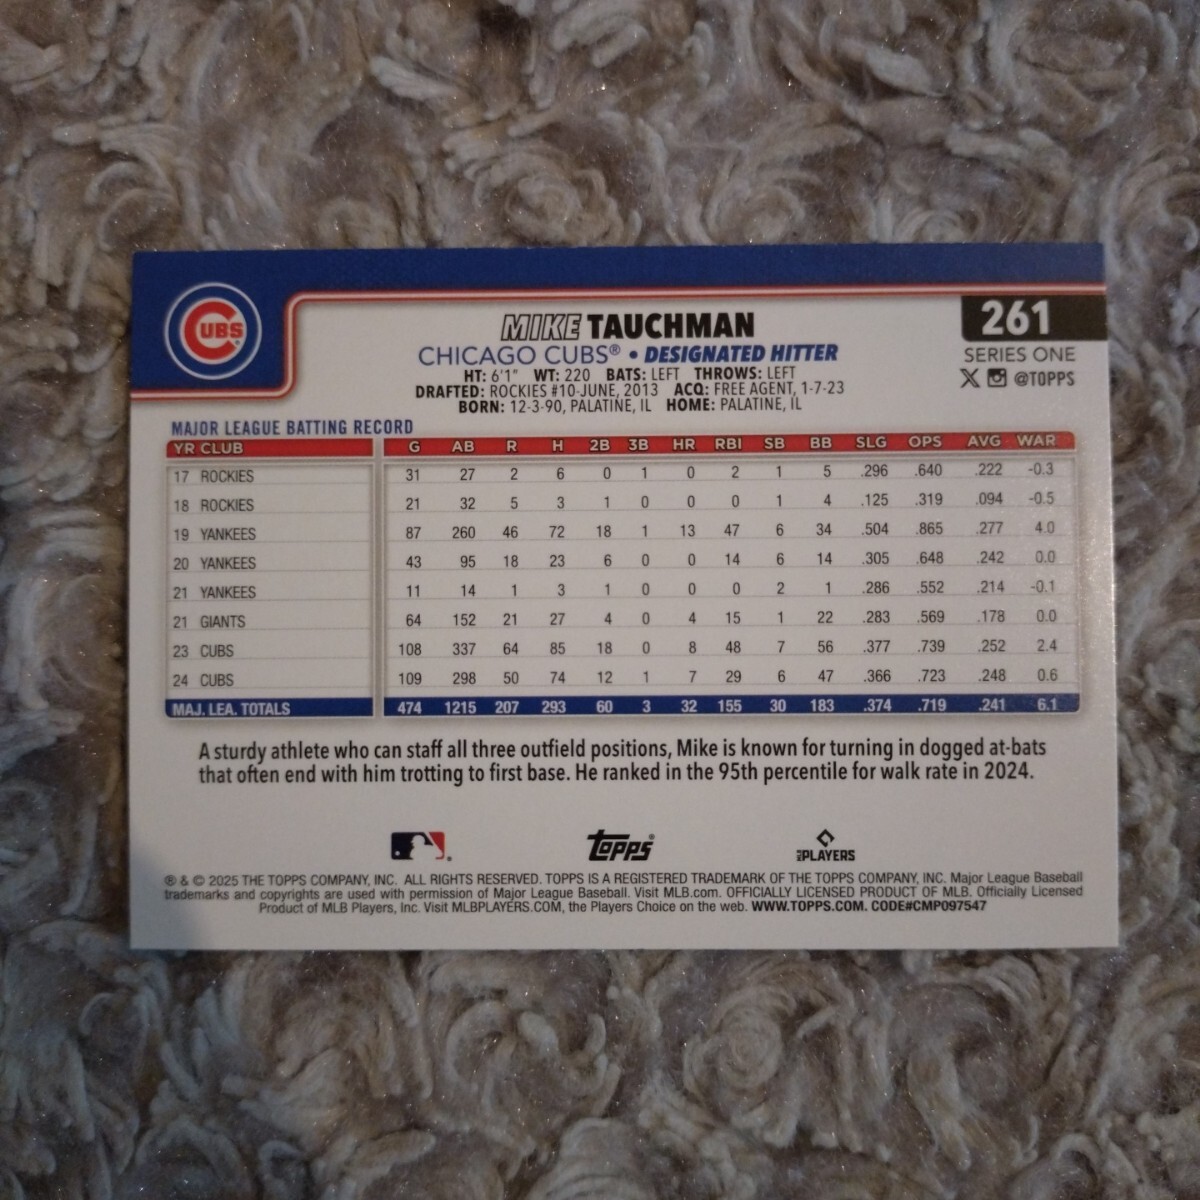 CUBS
MIKE TAUCHMAN
261
CHICAGO CUBS® • DESIGNATED HITTER
SERIES ONE
HT: 6'1" WT: 220 BATS: LEFT THROWS: LEFT
@TOPPS
DRAFTED: ROCKIES #10-JUNE, 2013 ACQ: FREE AGENT, 1-7-23
BORN: 12-3-90, PALATINE, IL HOME: PALATINE, IL
MAJOR LEAGUE BATTING RECORD
YR CLUB G AB R H 2B 3B HR RBI SB BB SLG OPS AVG WAR
17 ROCKIES 31 27 2 6 0 1 0 2 1 5 .296 .640 .222 -0.3
18 ROCKIES 21 32 5 3 1 0 0 0 1 4 .125 .319 .094 -0.5
19 YANKEES 87 260 46 72 18 1 13 47 6 34 .504 .865 .277 4.0
20 YANKEES 43 95 18 23 6 0 0 14 6 14 .305 .648 .242 0.0
21 YANKEES 11 14 1 3 1 0 0 0 2 1 .286 .552 .214 -0.1
21 GIANTS 64 152 21 27 4 0 4 15 1 22 .283 .569 .178 0.0
23 CUBS 108 337 64 85 18 0 8 48 7 56 .377 .739 .252 2.4
24 CUBS 109 298 50 74 12 1 7 29 6 47 .366 .723 .248 0.6
MAJ. LEA. TOTALS 474 1215 207 293 60 3 32 155 30 183 .374 .719 .241 6.1
A sturdy athlete who can staff all three outfield positions, Mike is known for turning in dogged at-bats
that often end with him trotting to first base. He ranked in the 95th percentile for walk rate in 2024.
Topps®
MLB PLAYERS
® & © 2025 THE TOPPS COMPANY, INC. ALL RIGHTS RESERVED. TOPPS IS A REGISTERED TRADEMARK OF THE TOPPS COMPANY, INC. Major League Baseball
trademarks and copyrights are used with permission of Major League Baseball. Visit MLB.com. OFFICIALLY LICENSED PRODUCT OF MLB. Officially Licensed
Product of MLB Players, Inc. Visit MLBPLAYERS.COM, the Players Choice on the web. WWW.TOPPS.COM. CODE#CMP097547